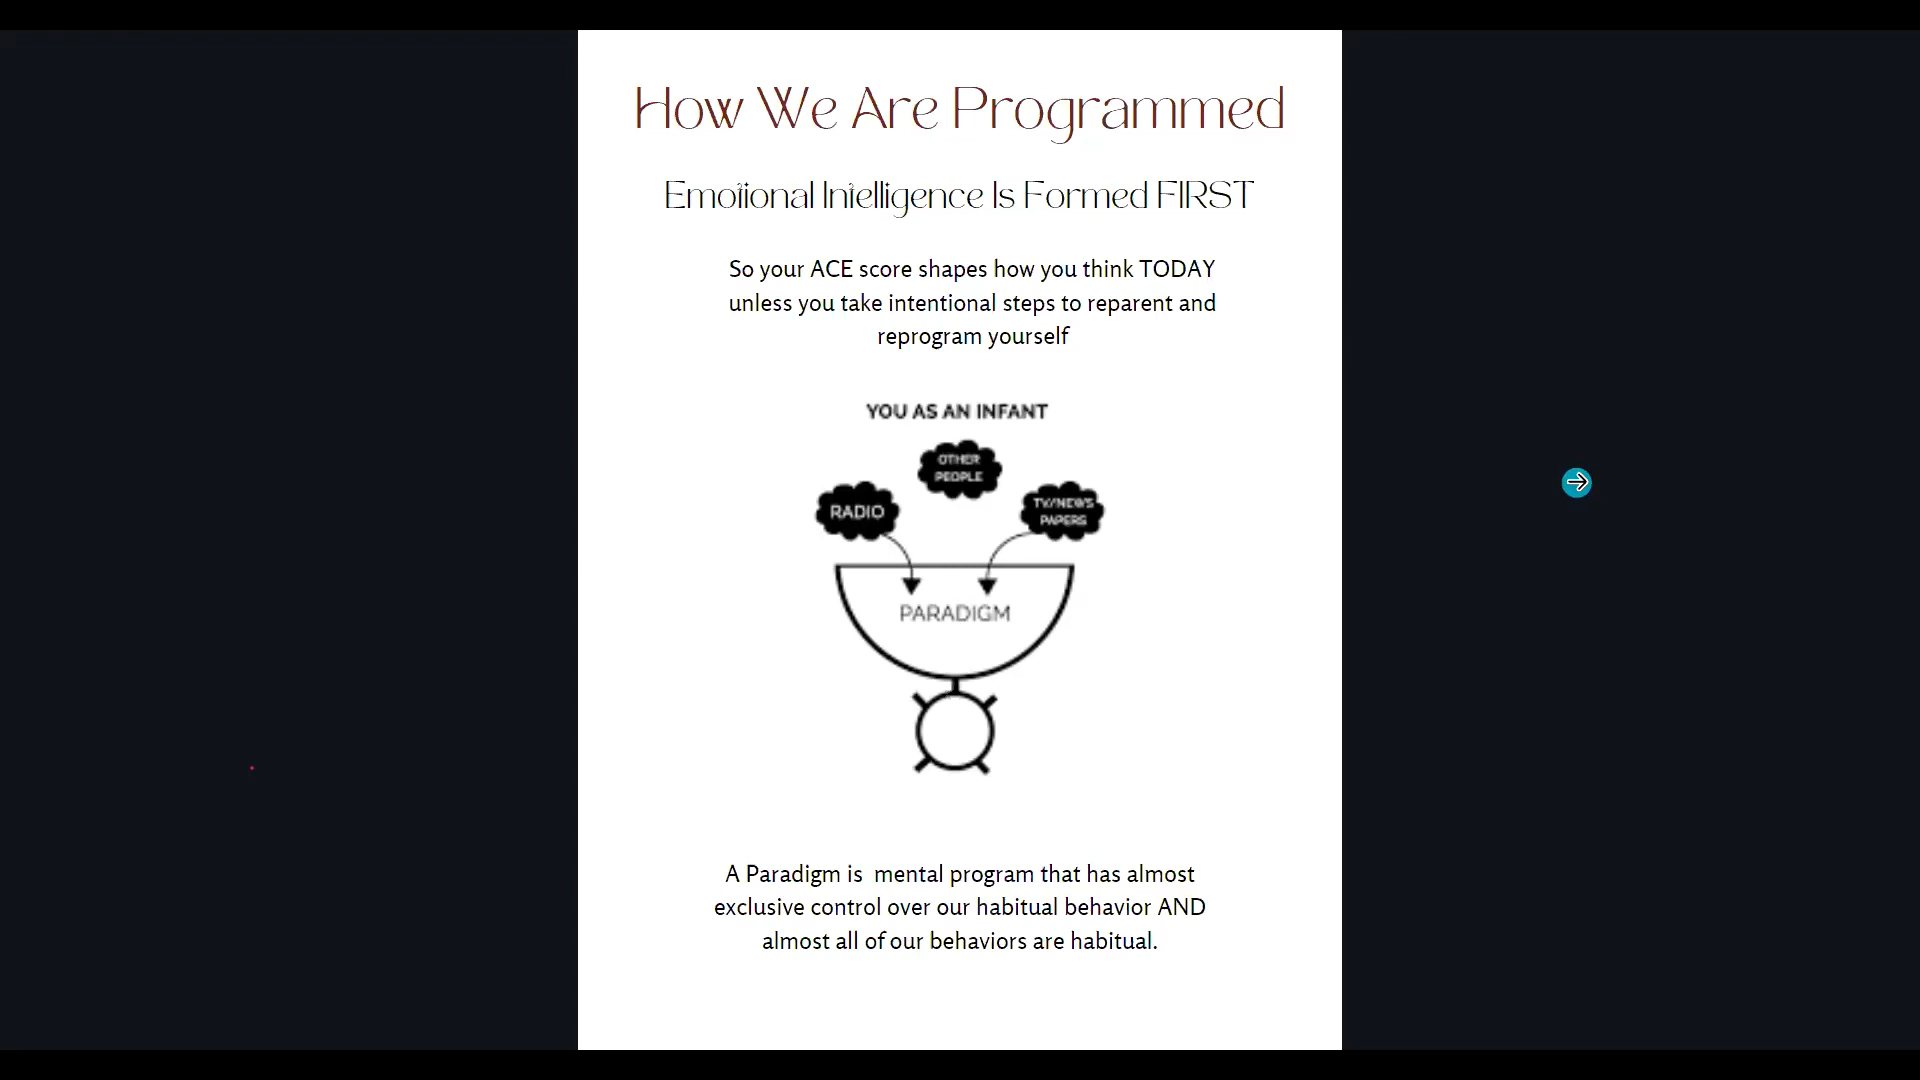 How We Are Programmed
Emotional Intelligence Is Formed FIRST
So your ACE score shapes how you think TODAY
unless you take intentional steps to reparent and
reprogram yourself
YOU AS AN INFANT
OTHER
PEOPLE
RADIO
TV/NEWS
PAPERS
PARADIGM
A Paradigm is  mental program that has almost
exclusive control over our habitual behavior AND
almost all of our behaviors are habitual.